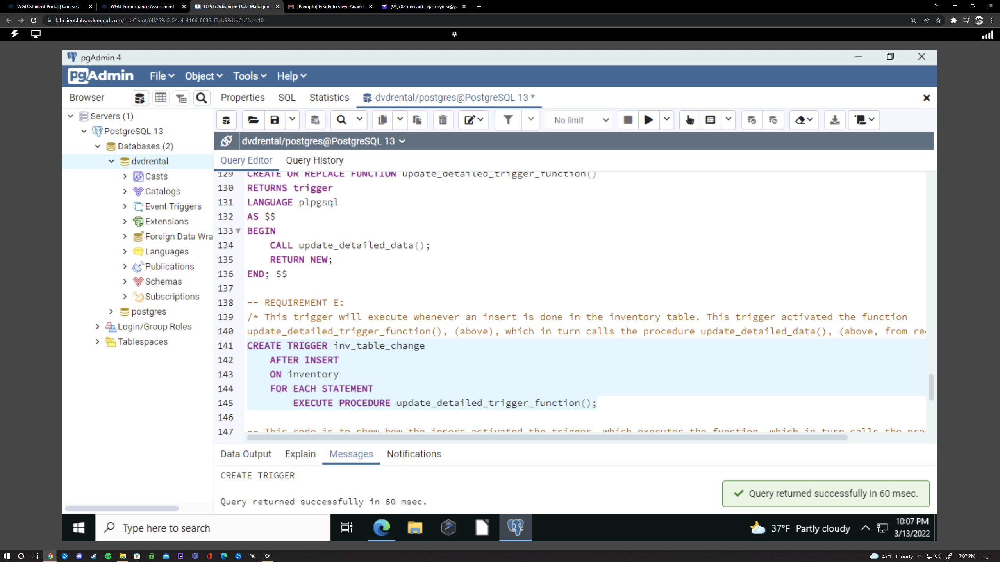 WGU Student Portal | Courses
WGU Performance Assessment
D191: Advanced Data Managem
[Panopto] Ready to view: Adam
(94,782 unread) - gascoynea@ya
labclient.labondemand.com/LabClient/f4f269a5-54a4-4166-8833-f8eb99dbc2df?rc=10
pgAdmin 4
pgAdmin
File
Object
Tools
Help
Browser
Properties
SQL
Statistics
dvdrental/postgres@PostgreSQL 13 *
Servers (1)
PostgreSQL 13
Databases (2)
dvdrental
Casts
Catalogs
Event Triggers
Extensions
Foreign Data Wra
Languages
Publications
Schemas
Subscriptions
postgres
Login/Group Roles
Tablespaces
No limit
dvdrental/postgres@PostgreSQL 13
Query Editor
Query History
129 CREATE OR REPLACE FUNCTION update_detailed_trigger_function()
130 RETURNS trigger
131 LANGUAGE plpgsql
132 AS $$
133 BEGIN
134 CALL update_detailed_data();
135 RETURN NEW;
136 END; $$
137
138 -- REQUIREMENT E:
139 /* This trigger will execute whenever an insert is done in the inventory table. This trigger activated the function
140 update_detailed_trigger_function(), (above), which in turn calls the procedure update_detailed_data(), (above, from re
141 CREATE TRIGGER inv_table_change
142 AFTER INSERT
143 ON inventory
144 FOR EACH STATEMENT
145 EXECUTE PROCEDURE update_detailed_trigger_function();
146
147 -- This code is to show how the insert activated the trigger, which executes the function, which in turn calls the pro
Data Output
Explain
Messages
Notifications
CREATE TRIGGER
Query returned successfully in 60 msec.
Query returned successfully in 60 msec.
Type here to search
37°F Partly cloudy
10:07 PM
3/13/2022
47°F Cloudy
7:07 PM